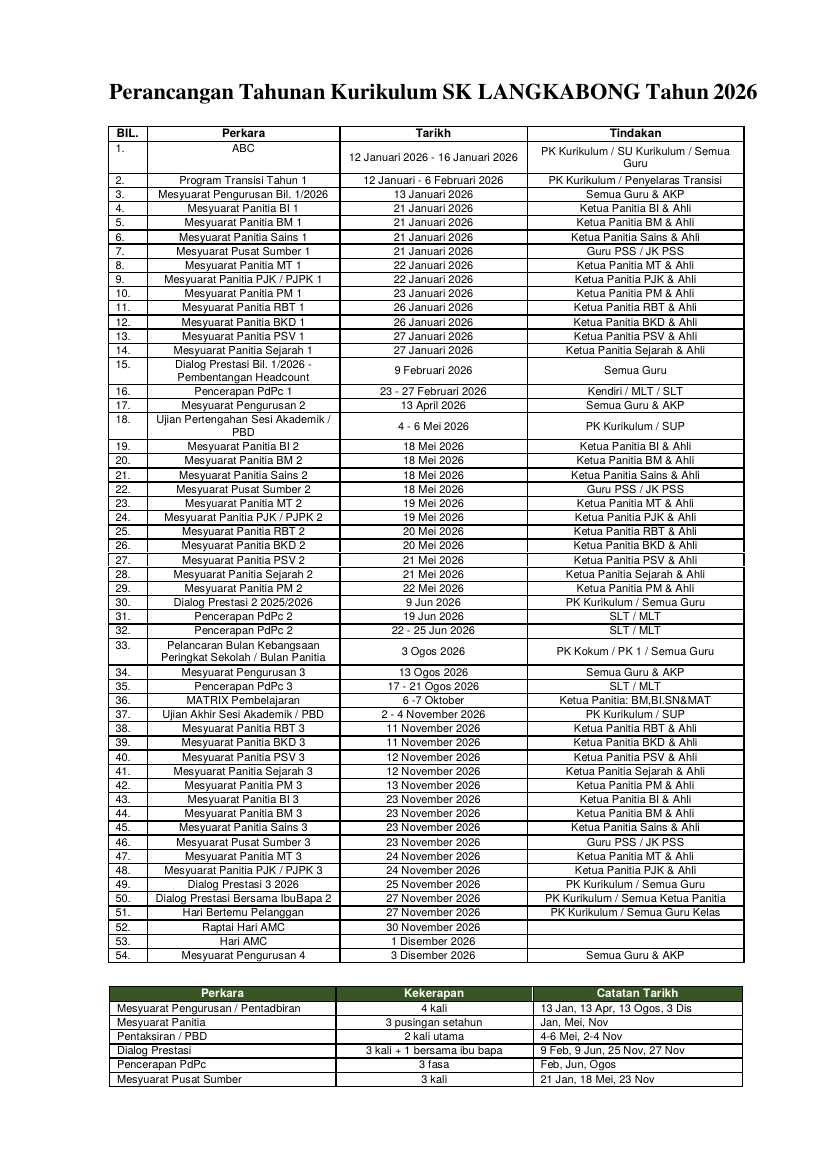 Perancangan Tahunan Kurikulum SK LANGKABONG Tahun 2026
BIL. Perkara Tarikh Tindakan
1. ABC 12 Januari 2026 - 16 Januari 2026 PK Kurikulum / SU Kurikulum / Semua
Guru
2. Program Transisi Tahun 1 12 Januari - 6 Februari 2026 PK Kurikulum / Penyelaras Transisi
3. Mesyuarat Pengurusan Bil. 1/2026 13 Januari 2026 Semua Guru & AKP
4. Mesyuarat Panitia BI 1 21 Januari 2026 Ketua Panitia BI & Ahli
5. Mesyuarat Panitia BM 1 21 Januari 2026 Ketua Panitia BM & Ahli
6. Mesyuarat Panitia Sains 1 21 Januari 2026 Ketua Panitia Sains & Ahli
7. Mesyuarat Pusat Sumber 1 21 Januari 2026 Guru PSS / JK PSS
8. Mesyuarat Panitia MT 1 22 Januari 2026 Ketua Panitia MT & Ahli
9. Mesyuarat Panitia PJK / PJPK 1 22 Januari 2026 Ketua Panitia PJK & Ahli
10. Mesyuarat Panitia PM 1 23 Januari 2026 Ketua Panitia PM & Ahli
11. Mesyuarat Panitia RBT 1 26 Januari 2026 Ketua Panitia RBT & Ahli
12. Mesyuarat Panitia BKD 1 26 Januari 2026 Ketua Panitia BKD & Ahli
13. Mesyuarat Panitia PSV 1 27 Januari 2026 Ketua Panitia PSV & Ahli
14. Mesyuarat Panitia Sejarah 1 27 Januari 2026 Ketua Panitia Sejarah & Ahli
15. Dialog Prestasi Bil. 1/2026 -
Pembentangan Headcount 9 Februari 2026 Semua Guru
16. Pencerapan PdPc 1 23 - 27 Februari 2026 Kendiri / MLT / SLT
17. Mesyuarat Pengurusan 2 13 April 2026 Semua Guru & AKP
18. Ujian Pertengahan Sesi Akademik /
PBD 4 - 6 Mei 2026 PK Kurikulum / SUP
19. Mesyuarat Panitia BI 2 18 Mei 2026 Ketua Panitia BI & Ahli
20. Mesyuarat Panitia BM 2 18 Mei 2026 Ketua Panitia BM & Ahli
21. Mesyuarat Panitia Sains 2 18 Mei 2026 Ketua Panitia Sains & Ahli
22. Mesyuarat Pusat Sumber 2 18 Mei 2026 Guru PSS / JK PSS
23. Mesyuarat Panitia MT 2 19 Mei 2026 Ketua Panitia MT & Ahli
24. Mesyuarat Panitia PJK / PJPK 2 19 Mei 2026 Ketua Panitia PJK & Ahli
25. Mesyuarat Panitia RBT 2 20 Mei 2026 Ketua Panitia RBT & Ahli
26. Mesyuarat Panitia BKD 2 20 Mei 2026 Ketua Panitia BKD & Ahli
27. Mesyuarat Panitia PSV 2 21 Mei 2026 Ketua Panitia PSV & Ahli
28. Mesyuarat Panitia Sejarah 2 21 Mei 2026 Ketua Panitia Sejarah & Ahli
29. Mesyuarat Panitia PM 2 22 Mei 2026 Ketua Panitia PM & Ahli
30. Dialog Prestasi 2 2025/2026 9 Jun 2026 PK Kurikulum / Semua Guru
31. Pencerapan PdPc 2 19 Jun 2026 SLT / MLT
32. Pencerapan PdPc 2 22 - 25 Jun 2026 SLT / MLT
33. Pelancaran Bulan Kebangsaan
Peringkat Sekolah / Bulan Panitia 3 Ogos 2026 PK Kokum / PK 1 / Semua Guru
34. Mesyuarat Pengurusan 3 13 Ogos 2026 Semua Guru & AKP
35. Pencerapan PdPc 3 17 - 21 Ogos 2026 SLT / MLT
36. MATRIX Pembelajaran 6 -7 Oktober Ketua Panitia: BM,BI.SN&MAT
37. Ujian Akhir Sesi Akademik / PBD 2 - 4 November 2026 PK Kurikulum / SUP
38. Mesyuarat Panitia RBT 3 11 November 2026 Ketua Panitia RBT & Ahli
39. Mesyuarat Panitia BKD 3 11 November 2026 Ketua Panitia BKD & Ahli
40. Mesyuarat Panitia PSV 3 12 November 2026 Ketua Panitia PSV & Ahli
41. Mesyuarat Panitia Sejarah 3 12 November 2026 Ketua Panitia Sejarah & Ahli
42. Mesyuarat Panitia PM 3 13 November 2026 Ketua Panitia PM & Ahli
43. Mesyuarat Panitia BI 3 23 November 2026 Ketua Panitia BI & Ahli
44. Mesyuarat Panitia BM 3 23 November 2026 Ketua Panitia BM & Ahli
45. Mesyuarat Panitia Sains 3 23 November 2026 Ketua Panitia Sains & Ahli
46. Mesyuarat Pusat Sumber 3 23 November 2026 Guru PSS / JK PSS
47. Mesyuarat Panitia MT 3 24 November 2026 Ketua Panitia MT & Ahli
48. Mesyuarat Panitia PJK / PJPK 3 24 November 2026 Ketua Panitia PJK & Ahli
49. Dialog Prestasi 3 2026 25 November 2026 PK Kurikulum / Semua Guru
50. Dialog Prestasi Bersama IbuBapa 2 27 November 2026 PK Kurikulum / Semua Ketua Panitia
51. Hari Bertemu Pelanggan 27 November 2026 PK Kurikulum / Semua Guru Kelas
52. Raptai Hari AMC 30 November 2026
53. Hari AMC 1 Disember 2026
54. Mesyuarat Pengurusan 4 3 Disember 2026 Semua Guru & AKP
Perkara Kekerapan Catatan Tarikh
Mesyuarat Pengurusan / Pentadbiran 4 kali 13 Jan, 13 Apr, 13 Ogos, 3 Dis
Mesyuarat Panitia 3 pusingan setahun Jan, Mei, Nov
Pentaksiran / PBD 2 kali utama 4-6 Mei, 2-4 Nov
Dialog Prestasi 3 kali + 1 bersama ibu bapa 9 Feb, 9 Jun, 25 Nov, 27 Nov
Pencerapan PdPc 3 fasa Feb, Jun, Ogos
Mesyuarat Pusat Sumber 3 kali 21 Jan, 18 Mei, 23 Nov